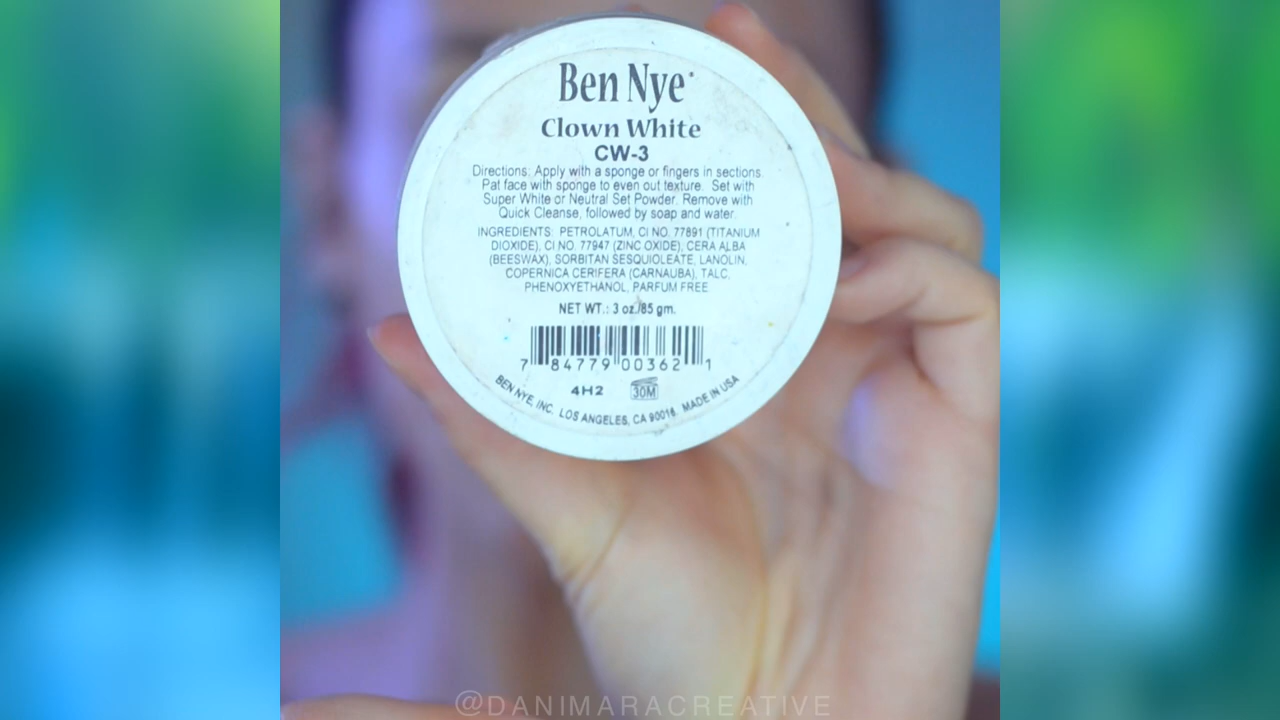 Ben Nye
Clown White
CW-3
Directions: Apply with a sponge or fingers in sections.
Pat face with sponge to even out texture. Set with
Super White or Neutral Set Powder. Remove with
Quick Cleanse, followed by soap and water.
INGREDIENTS: PETROLATUM, CI NO. 77891 (TITANIUM
DIOXIDE), CI NO. 77947 (ZINC OXIDE), CERA ALBA
(BEESWAX), SORBITAN SESQUIOLEATE, LANOLIN,
COPERNICA CERIFERA (CARNAUBA), TALC,
PHENOXYETHANOL, PARFUM FREE
NET WT.: 3 oz./85 gm.
7 84779 00362 1
4H2 30M
BEN NYE, INC. LOS ANGELES, CA 90016 MADE IN USA
@DANIMARACREATIVE